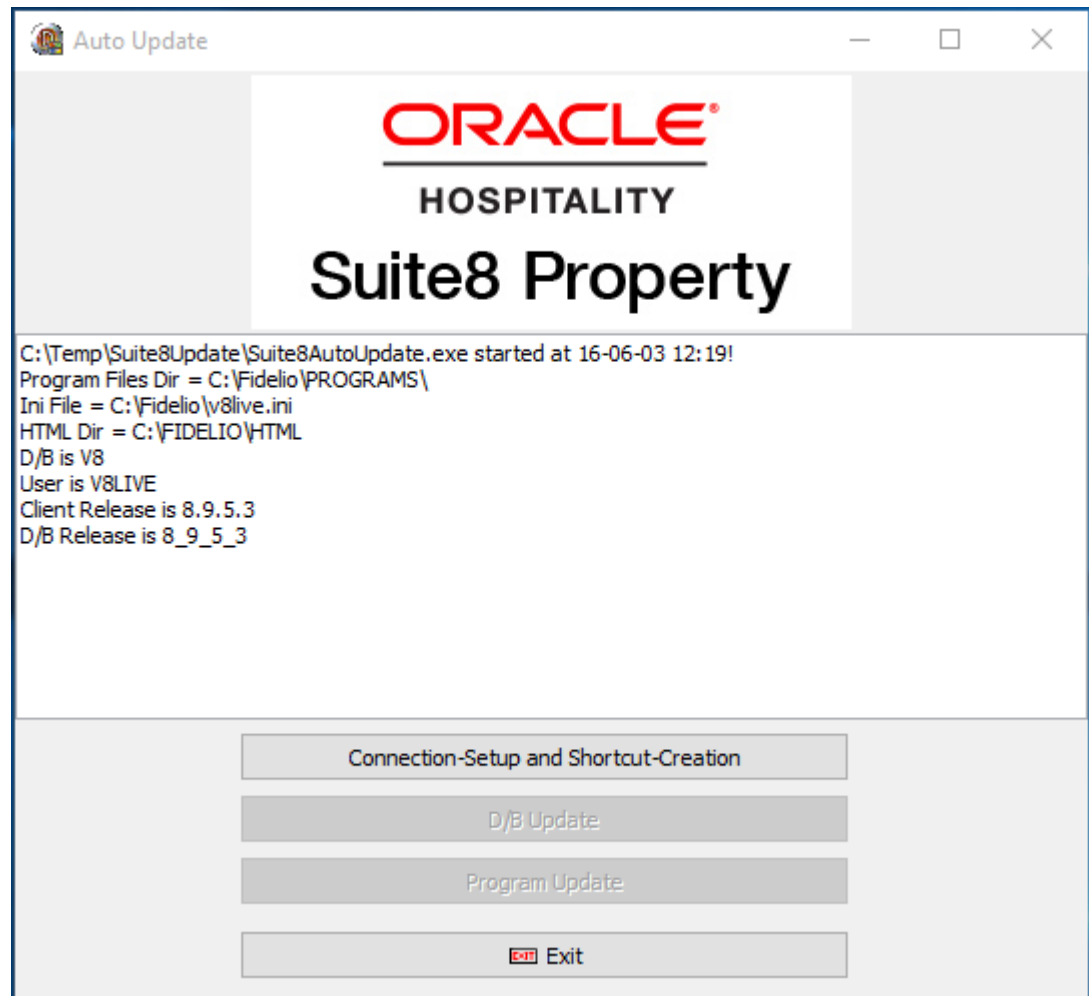 Auto Update
ORACLE®
HOSPITALITY
Suite8 Property
C:\Temp\Suite8Update\Suite8AutoUpdate.exe started at 16-06-03 12:19!
Program Files Dir = C:\Fidelio\PROGRAMS\
Ini File = C:\Fidelio\v8live.ini
HTML Dir = C:\FIDELIO\HTML
D/B is V8
User is V8LIVE
Client Release is 8.9.5.3
D/B Release is 8_9_5_3
Connection-Setup and Shortcut-Creation
D/B Update
Program Update
EXIT Exit